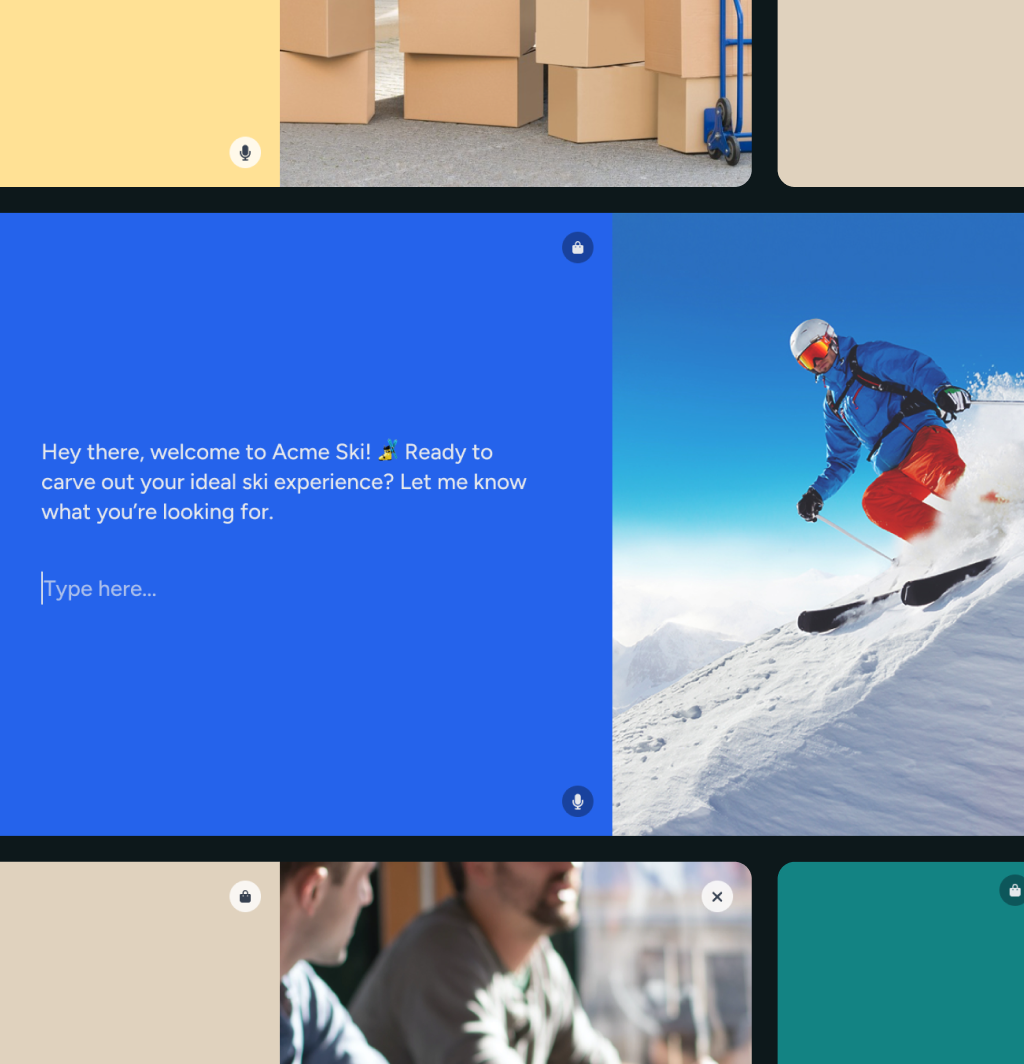 Hey there, welcome to Acme Ski! 🎿 Ready to
carve out your ideal ski experience? Let me know
what you’re looking for.
Type here...